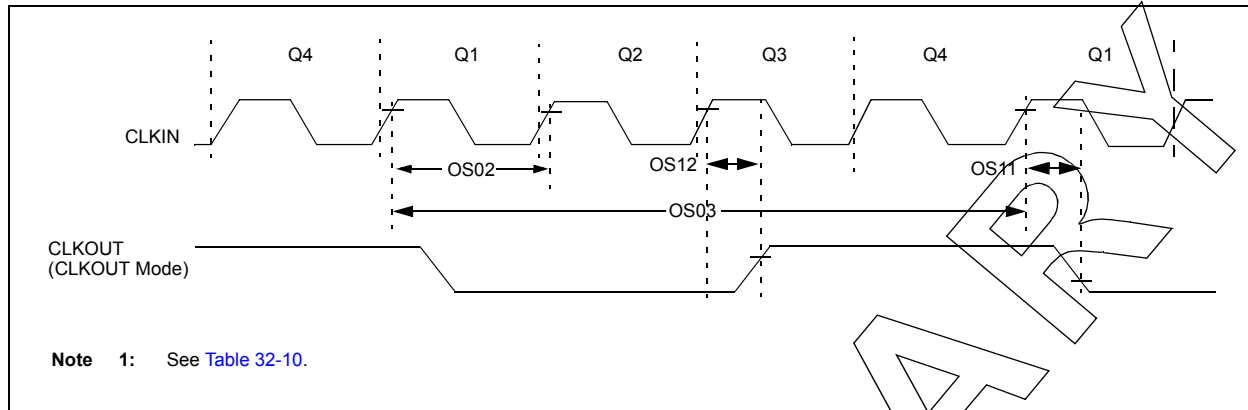 Q4 Q1 Q2 Q3 Q4 Q1
CLKIN
OS02
OS12
OS11
OS03
CLKOUT
(CLKOUT Mode)
Note 1: See Table 32-10.
A R Y